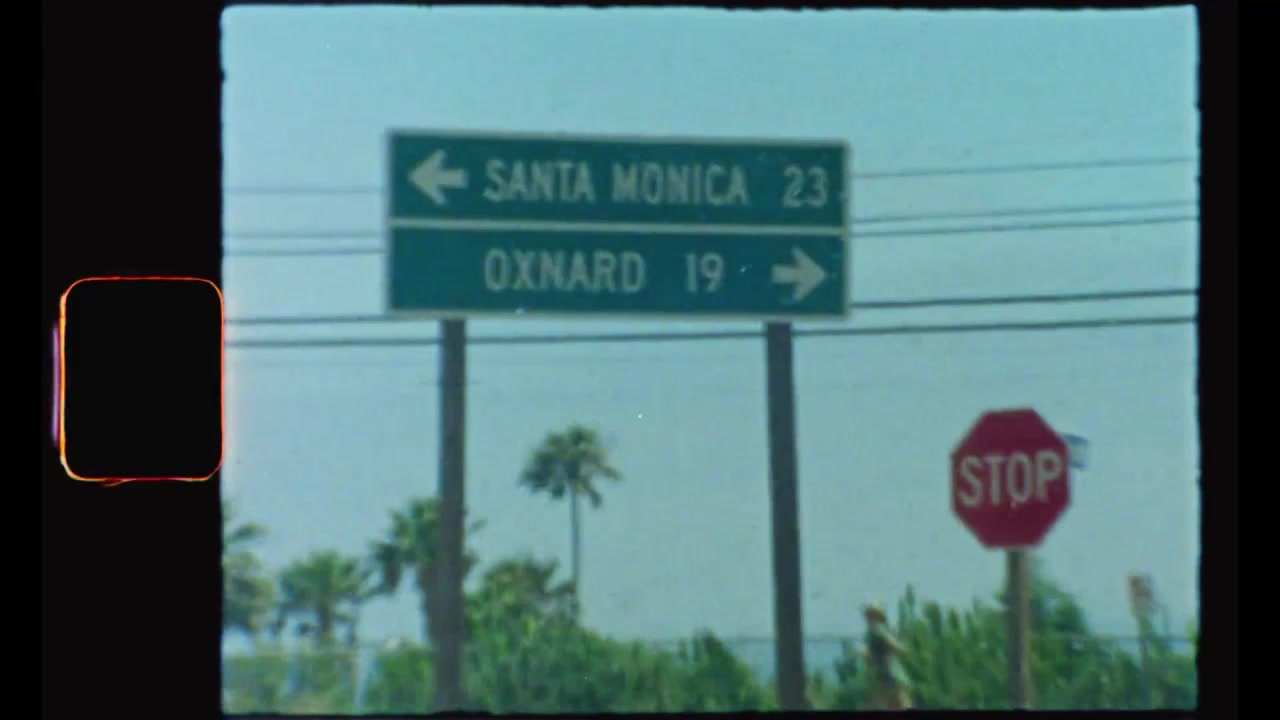 SANTA MONICA 23
OXNARD 19
STOP